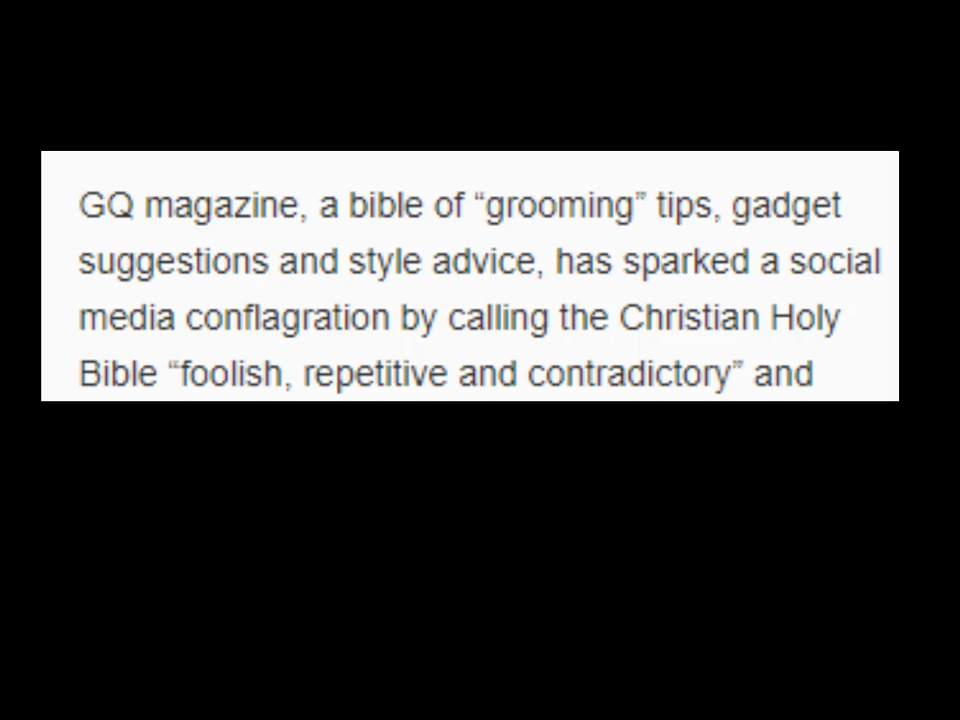 GQ magazine, a bible of “grooming” tips, gadget
suggestions and style advice, has sparked a social
media conflagration by calling the Christian Holy
Bible “foolish, repetitive and contradictory” and